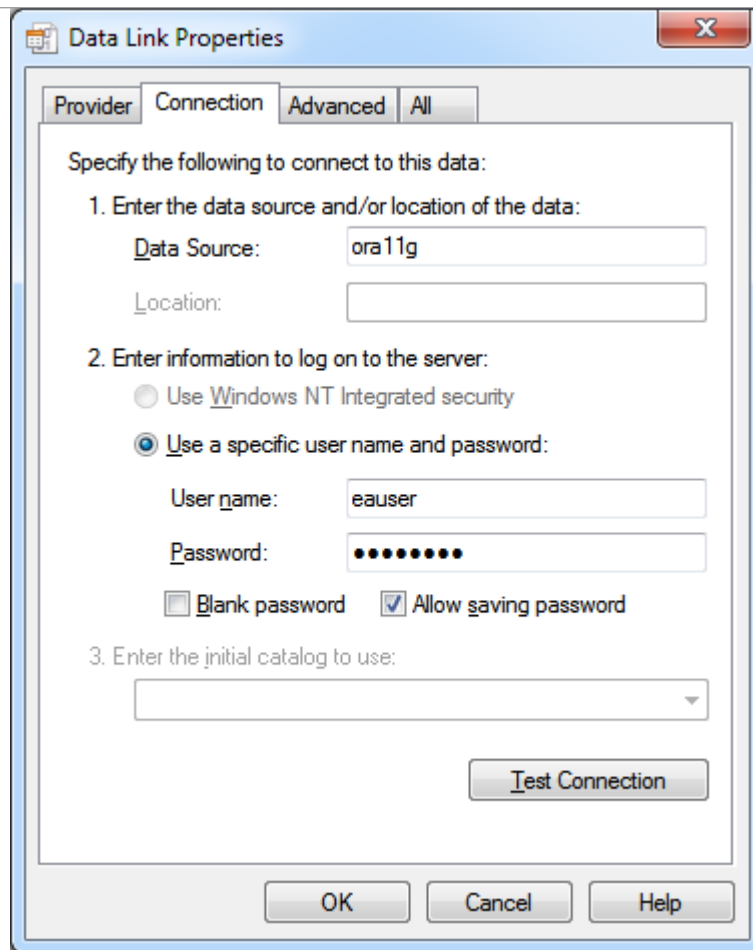 Data Link Properties
Provider Connection Advanced All
Specify the following to connect to this data:
1. Enter the data source and/or location of the data:
Data Source: ora11g
Location:
2. Enter information to log on to the server:
Use Windows NT Integrated security
Use a specific user name and password:
User name: eauser
Password: ●●●●●●●●
Blank password Allow saving password
3. Enter the initial catalog to use:
Test Connection
OK Cancel Help